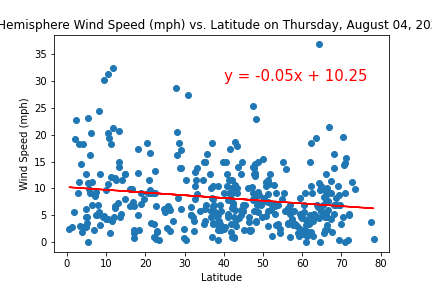 Hemisphere Wind Speed (mph) vs. Latitude on Thursday, August 04,
y = -0.05x + 10.25
Wind Speed (mph)
35
30
25
20
15
10
5
0
0 10 20 30 40 50 60 70 80
Latitude